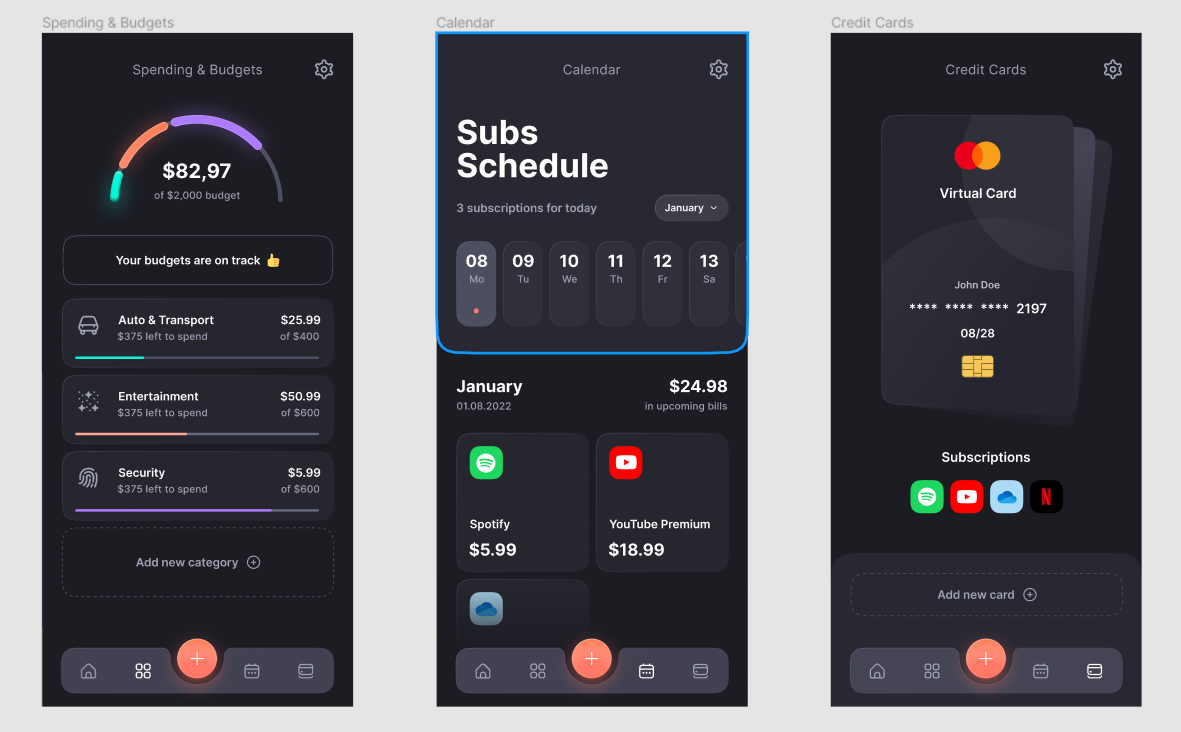 Spending & Budgets
Spending & Budgets
$82,97
of $2,000 budget
Your budgets are on track 👍
Auto & Transport
$25.99
$375 left to spend
of $400
Entertainment
$50.99
$375 left to spend
of $600
Security
$5.99
$375 left to spend
of $600
Add new category
Calendar
Calendar
Subs
Schedule
3 subscriptions for today
January
08
09
10
11
12
13
Mo
Tu
We
Th
Fr
Sa
January
$24.98
01.08.2022
in upcoming bills
Spotify
YouTube Premium
$5.99
$18.99
Credit Cards
Credit Cards
Virtual Card
John Doe
**** **** **** 2197
08/28
Subscriptions
N
Add new card